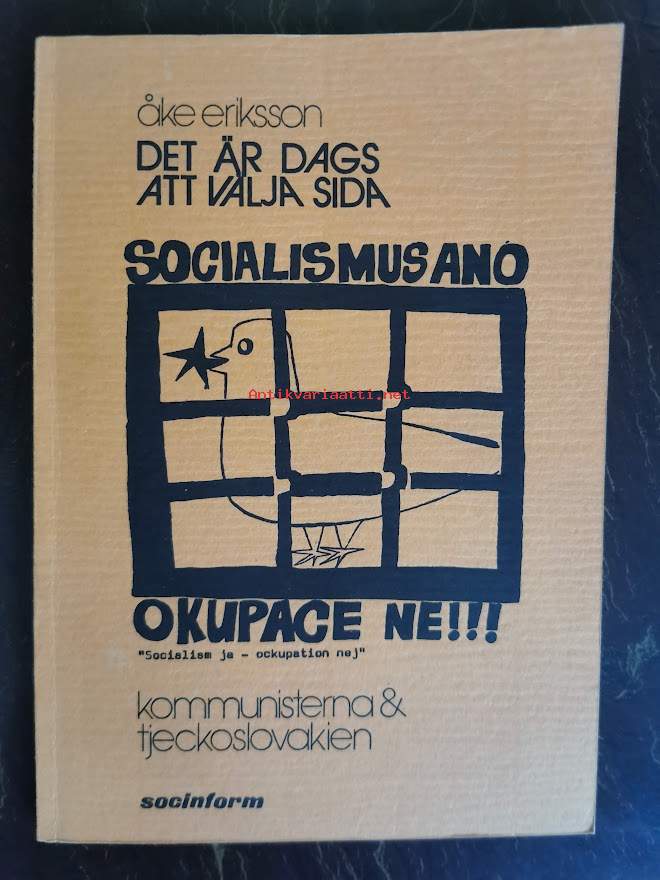 åke eriksson
DET ÄR DAGS
ATT VÄLJA SIDA
SOCIALISMUS ANO
Antikvariaatti.net
OKUPACE NE!!!
"Socialism ja - ockupation nej"
kommunisterna &
tjeckoslovakien
socinform